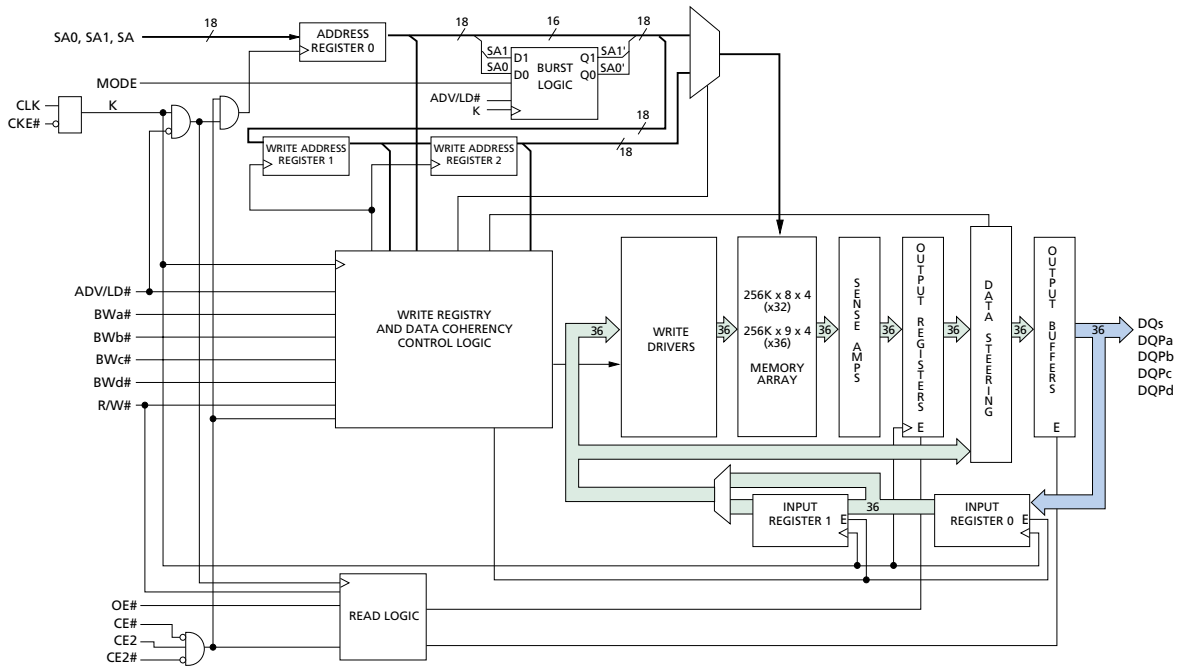 SA0, SA1, SA
18
ADDRESS
REGISTER 0
18
16
18
SA1
SA0
D1
D0
BURST
LOGIC
Q1
Q0
SA1'
SA0'
MODE
ADV/LD#
K
CLK
CKE#
K
18
18
WRITE ADDRESS
REGISTER 1
WRITE ADDRESS
REGISTER 2
ADV/LD#
BWa#
BWb#
BWc#
BWd#
R/W#
WRITE REGISTRY
AND DATA COHERENCY
CONTROL LOGIC
36
WRITE
DRIVERS
36
256K x 8 x 4
(x32)
256K x 9 x 4
(x36)
MEMORY
ARRAY
36
SENSE AMPS
36
OUTPUT REGISTERS
E
36
DATA STEERING
36
OUTPUT BUFFERS
E
36
DQs
DQPa
DQPb
DQPc
DQPd
INPUT
REGISTER 1
E
36
INPUT
REGISTER 0
E
OE#
CE#
CE2
CE2#
READ LOGIC